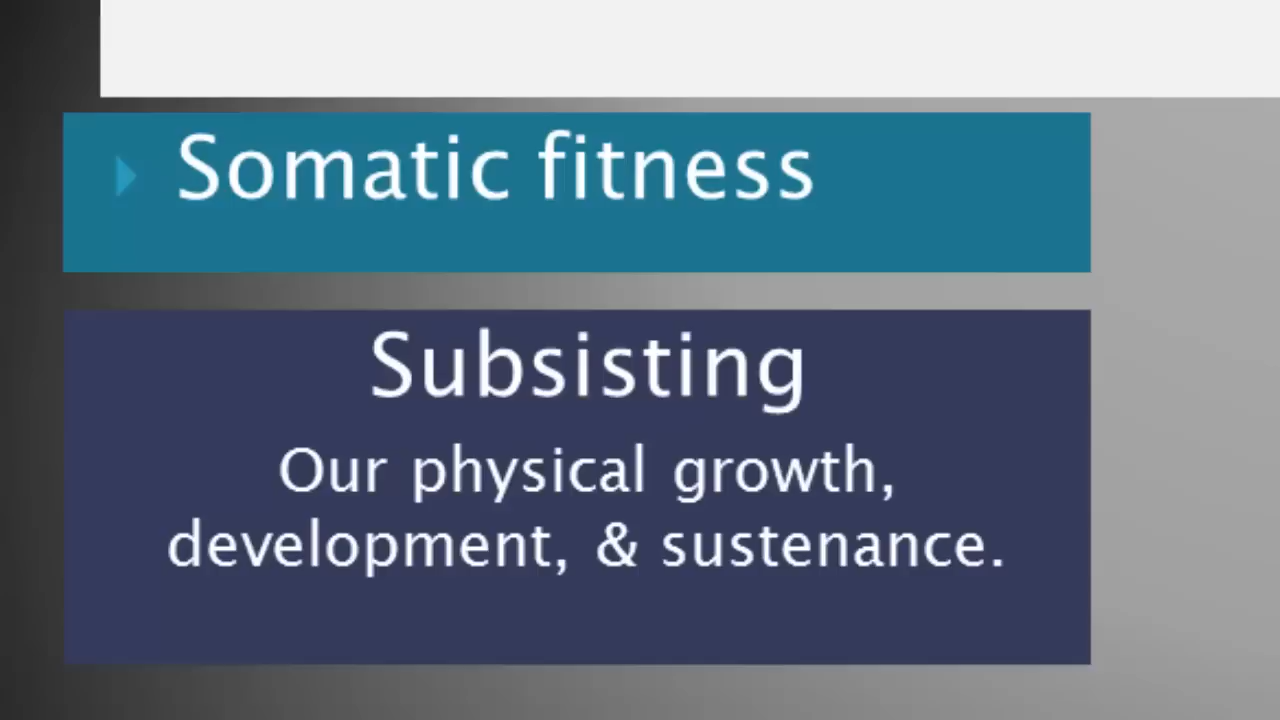 Somatic fitness
Subsisting
Our physical growth,
development, & sustenance.